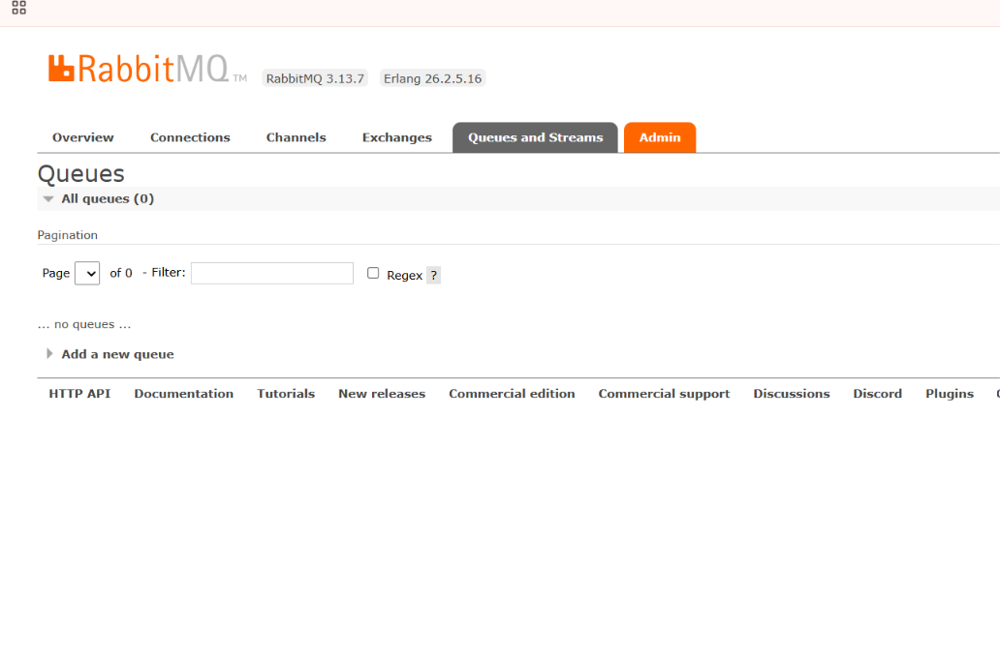 RabbitMQ TM RabbitMQ 3.13.7 Erlang 26.2.5.16
Overview Connections Channels Exchanges Queues and Streams Admin
Queues
All queues (0)
Pagination
Page of 0 - Filter: Regex ?
... no queues ...
Add a new queue
HTTP API Documentation Tutorials New releases Commercial edition Commercial support Discussions Discord Plugins